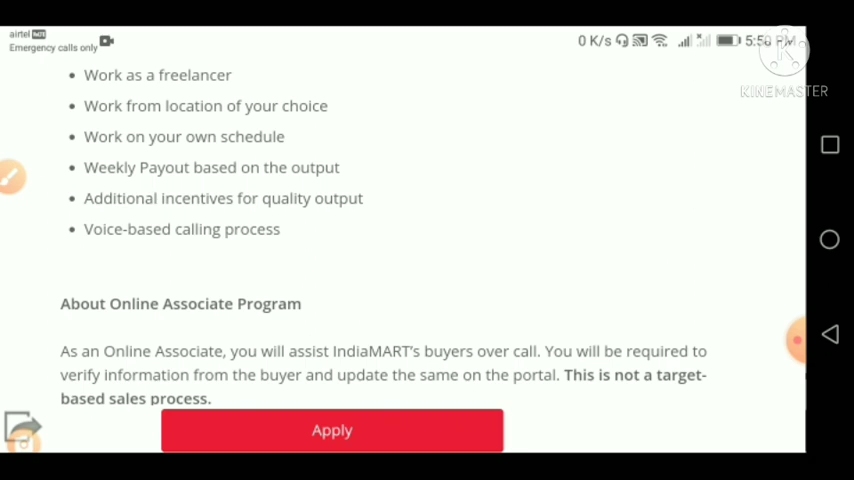 airtel
Emergency calls only
0 K/s
KINEMASTER
• Work as a freelancer
• Work from location of your choice
• Work on your own schedule
• Weekly Payout based on the output
• Additional incentives for quality output
• Voice-based calling process
About Online Associate Program
As an Online Associate, you will assist IndiaMART's buyers over call. You will be required to
verify information from the buyer and update the same on the portal. This is not a target-
based sales process.
Apply